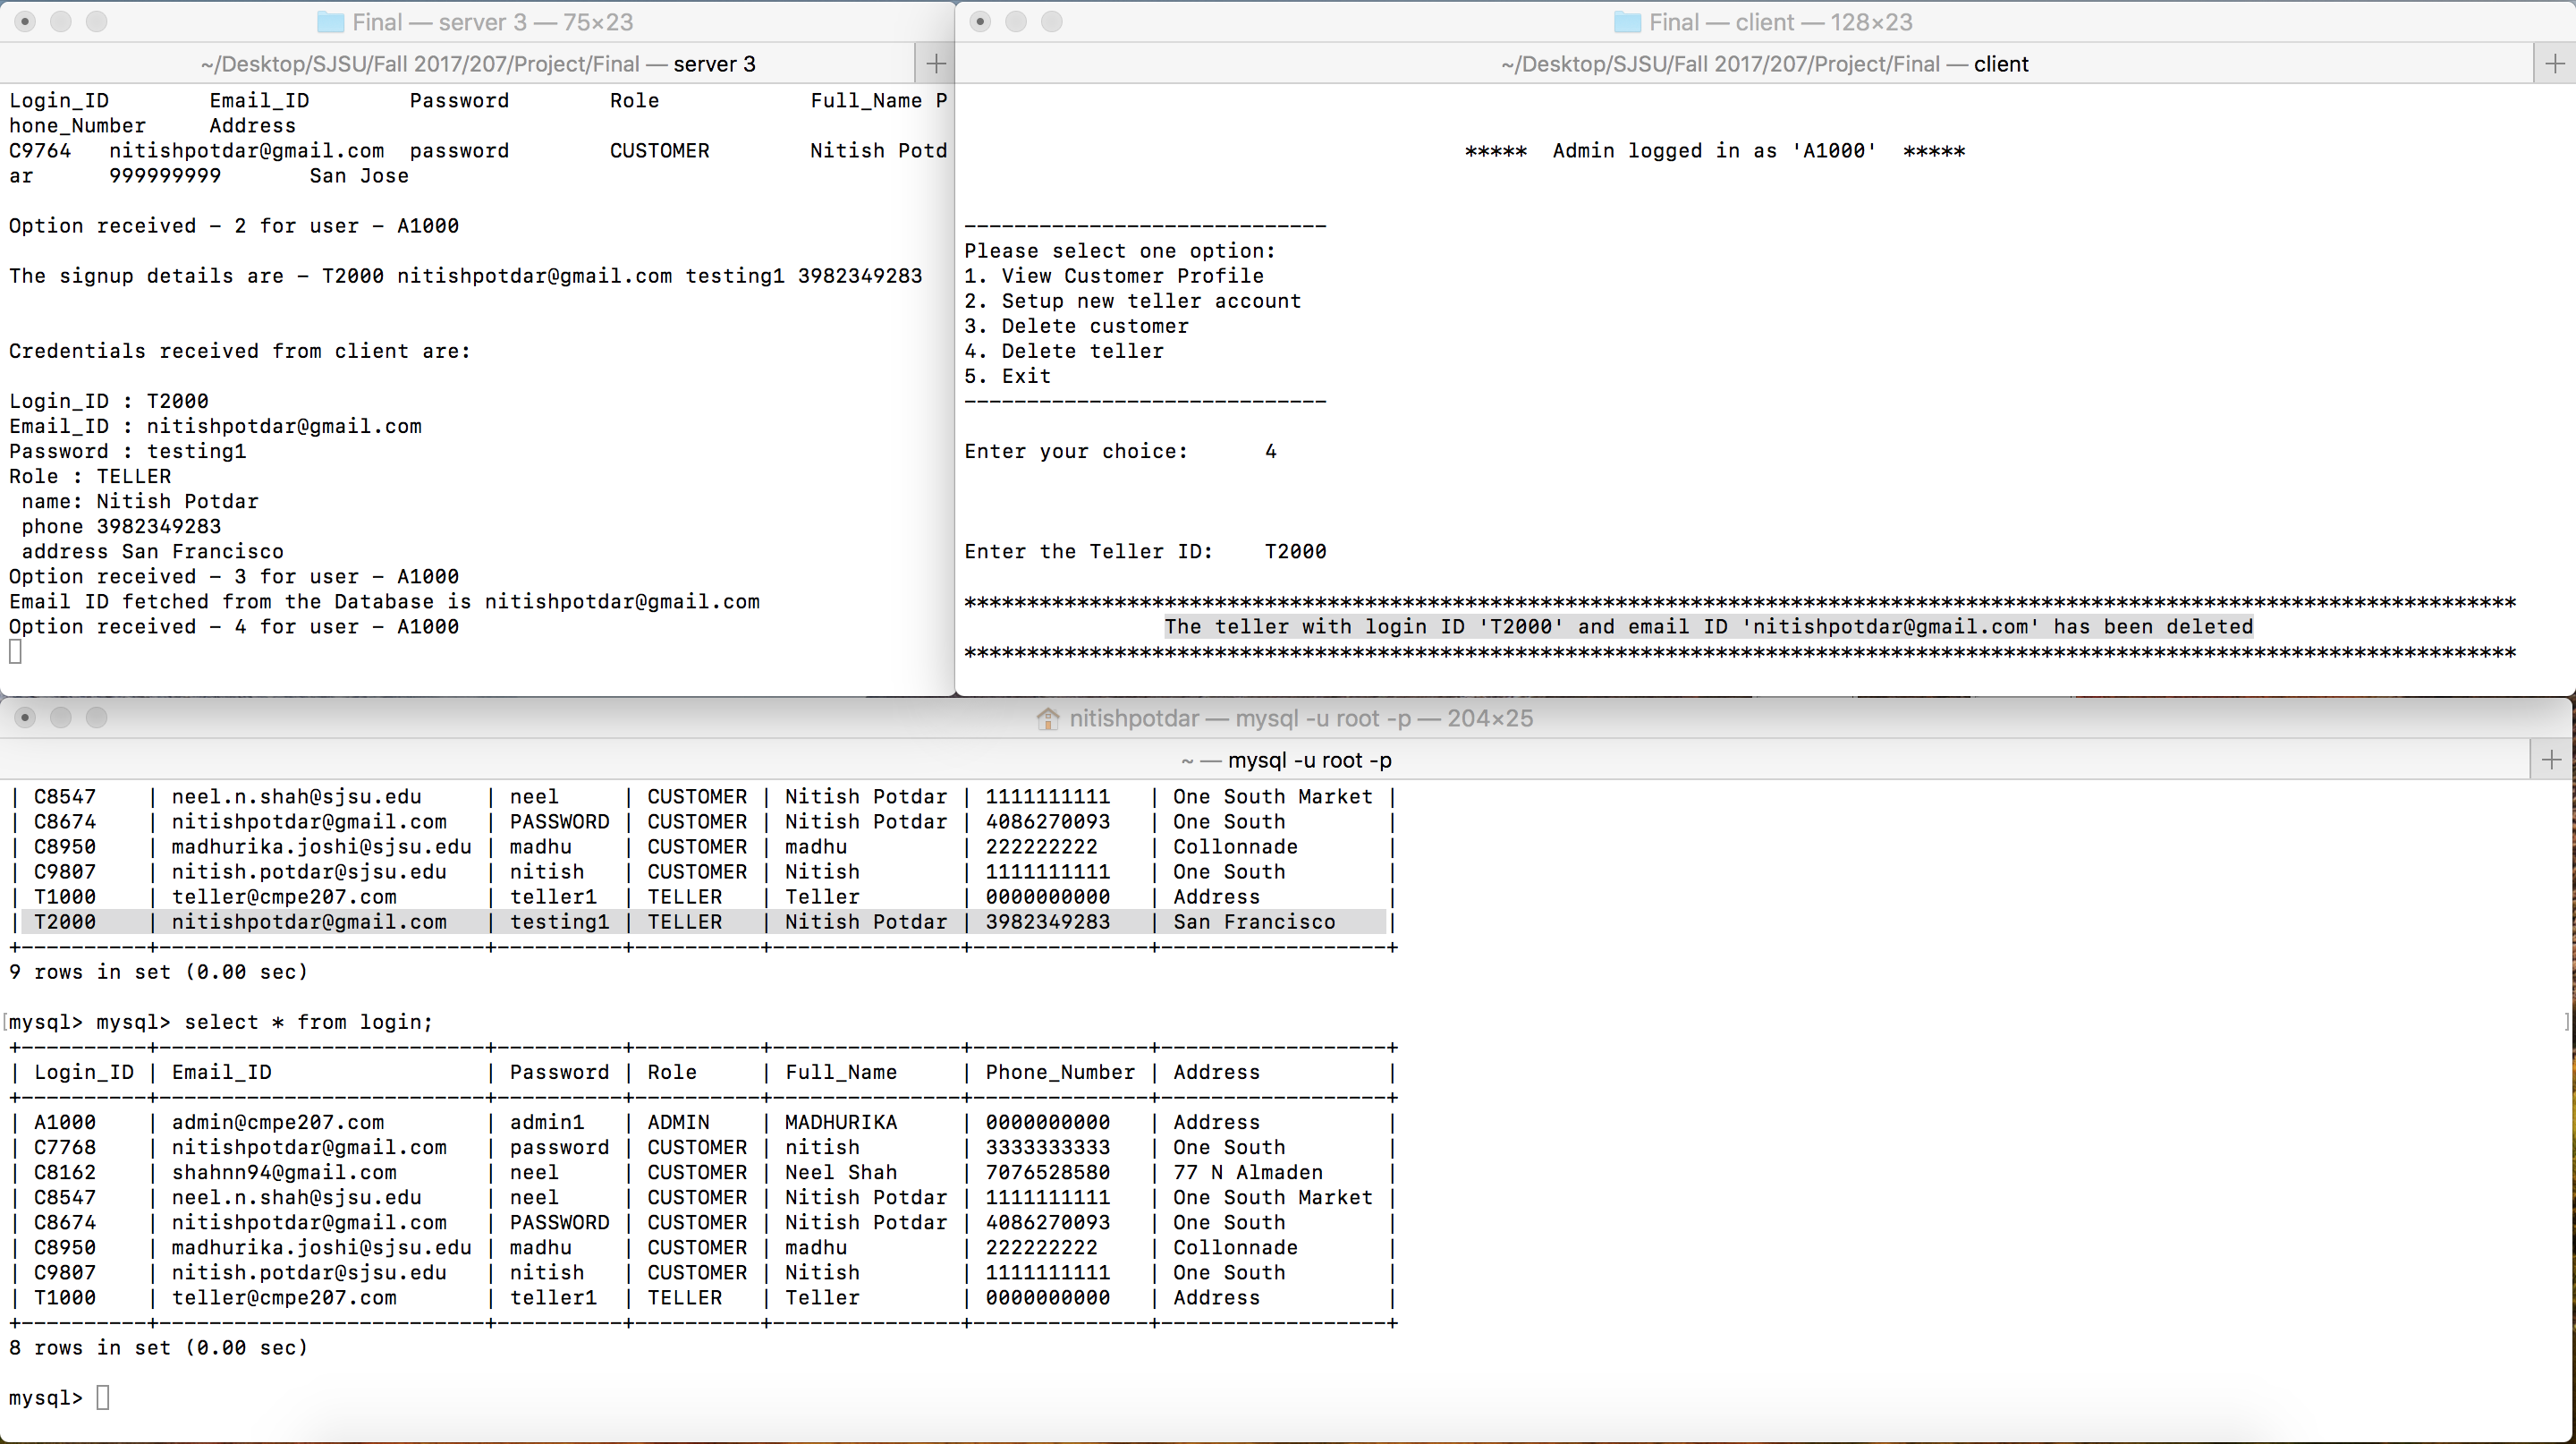 Final — server 3 — 75×23
~/Desktop/SJSU/Fall 2017/207/Project/Final — server 3
Login_ID        Email_ID        Password        Role            Full_Name P
hone_Number     Address
C9764   nitishpotdar@gmail.com  password        CUSTOMER        Nitish Potd
ar      999999999       San Jose
Option received – 2 for user – A1000
The signup details are – T2000 nitishpotdar@gmail.com testing1 3982349283
Credentials received from client are:
Login_ID : T2000
Email_ID : nitishpotdar@gmail.com
Password : testing1
Role : TELLER
name: Nitish Potdar
phone 3982349283
address San Francisco
Option received – 3 for user – A1000
Email ID fetched from the Database is nitishpotdar@gmail.com
Option received – 4 for user – A1000
Final — client — 128×23
~/Desktop/SJSU/Fall 2017/207/Project/Final — client
*****  Admin logged in as 'A1000'  *****
-----------------------------
Please select one option:
1. View Customer Profile
2. Setup new teller account
3. Delete customer
4. Delete teller
5. Exit
-----------------------------
Enter your choice:      4
Enter the Teller ID:    T2000
****************************************************************************************************************************
The teller with login ID 'T2000' and email ID 'nitishpotdar@gmail.com' has been deleted
****************************************************************************************************************************
nitishpotdar — mysql -u root -p — 204×25
~ — mysql -u root -p
| C8547    | neel.n.shah@sjsu.edu     | neel     | CUSTOMER | Nitish Potdar | 1111111111   | One South Market |
| C8674    | nitishpotdar@gmail.com   | PASSWORD | CUSTOMER | Nitish Potdar | 4086270093   | One South        |
| C8950    | madhurika.joshi@sjsu.edu | madhu    | CUSTOMER | madhu         | 222222222    | Collonnade       |
| C9807    | nitish.potdar@sjsu.edu   | nitish   | CUSTOMER | Nitish        | 1111111111   | One South        |
| T1000    | teller@cmpe207.com       | teller1  | TELLER   | Teller        | 0000000000   | Address          |
| T2000    | nitishpotdar@gmail.com   | testing1 | TELLER   | Nitish Potdar | 3982349283   | San Francisco    |
+----------+--------------------------+----------+----------+---------------+--------------+------------------+
9 rows in set (0.00 sec)
[mysql> mysql> select * from login; ]
+----------+--------------------------+----------+----------+---------------+--------------+------------------+
| Login_ID | Email_ID                 | Password | Role     | Full_Name     | Phone_Number | Address          |
+----------+--------------------------+----------+----------+---------------+--------------+------------------+
| A1000    | admin@cmpe207.com        | admin1   | ADMIN    | MADHURIKA     | 0000000000   | Address          |
| C7768    | nitishpotdar@gmail.com   | password | CUSTOMER | nitish        | 3333333333   | One South        |
| C8162    | shahnn94@gmail.com       | neel     | CUSTOMER | Neel Shah     | 7076528580   | 77 N Almaden     |
| C8547    | neel.n.shah@sjsu.edu     | neel     | CUSTOMER | Nitish Potdar | 1111111111   | One South Market |
| C8674    | nitishpotdar@gmail.com   | PASSWORD | CUSTOMER | Nitish Potdar | 4086270093   | One South        |
| C8950    | madhurika.joshi@sjsu.edu | madhu    | CUSTOMER | madhu         | 222222222    | Collonnade       |
| C9807    | nitish.potdar@sjsu.edu   | nitish   | CUSTOMER | Nitish        | 1111111111   | One South        |
| T1000    | teller@cmpe207.com       | teller1  | TELLER   | Teller        | 0000000000   | Address          |
+----------+--------------------------+----------+----------+---------------+--------------+------------------+
8 rows in set (0.00 sec)
mysql>